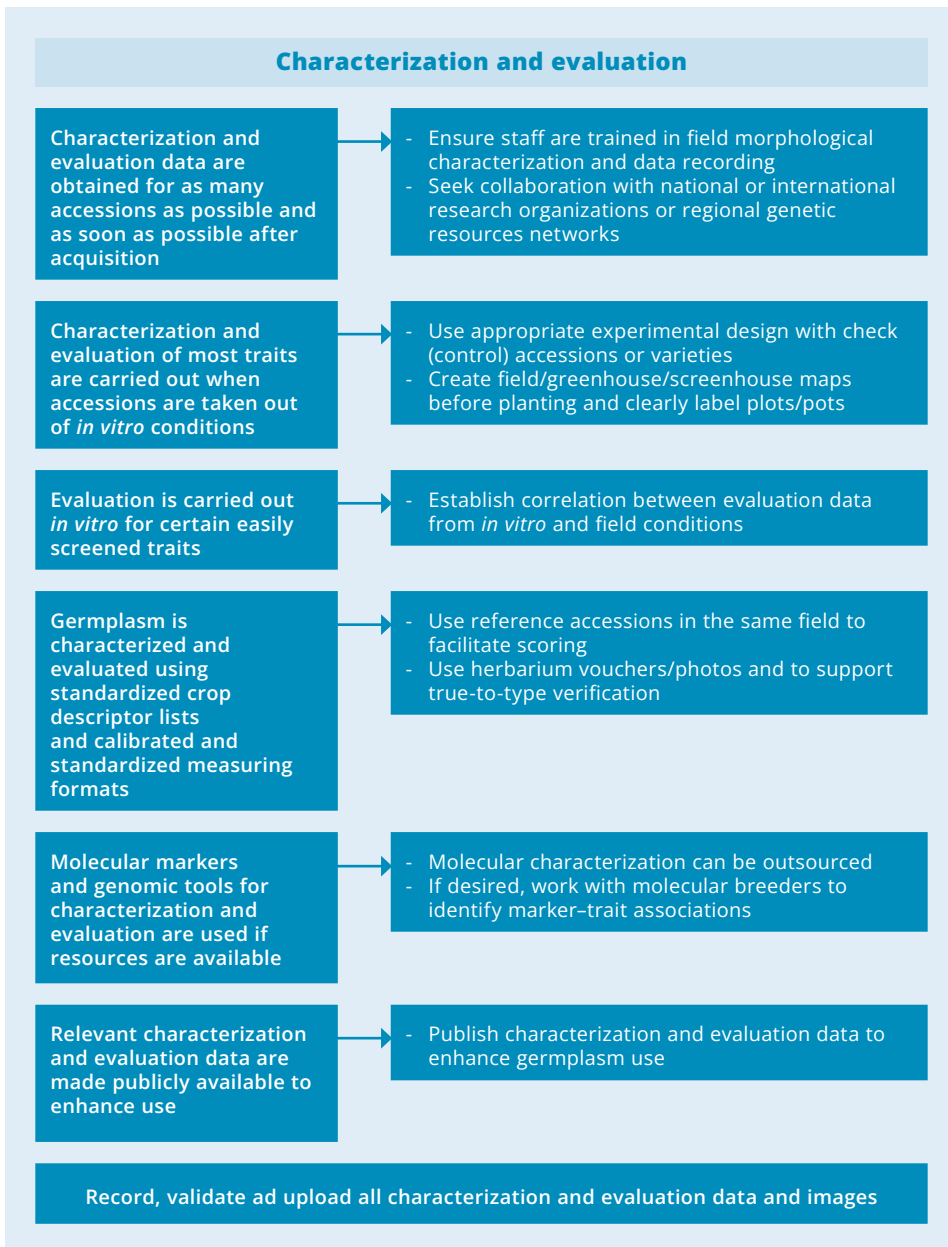 Characterization and evaluation
Characterization and
evaluation data are
obtained for as many
accessions as possible and
as soon as possible after
acquisition
- Ensure staff are trained in field morphological
characterization and data recording
- Seek collaboration with national or international
research organizations or regional genetic
resources networks
Characterization and
evaluation of most traits
are carried out when
accessions are taken out
of in vitro conditions
- Use appropriate experimental design with check
(control) accessions or varieties
- Create field/greenhouse/screenhouse maps
before planting and clearly label plots/pots
Evaluation is carried out
in vitro for certain easily
screened traits
- Establish correlation between evaluation data
from in vitro and field conditions
Germplasm is
characterized and
evaluated using
standardized crop
descriptor lists
and calibrated and
standardized measuring
formats
- Use reference accessions in the same field to
facilitate scoring
- Use herbarium vouchers/photos and to support
true-to-type verification
Molecular markers
and genomic tools for
characterization and
evaluation are used if
resources are available
- Molecular characterization can be outsourced
- If desired, work with molecular breeders to
identify marker–trait associations
Relevant characterization
and evaluation data are
made publicly available to
enhance use
- Publish characterization and evaluation data to
enhance germplasm use
Record, validate ad upload all characterization and evaluation data and images